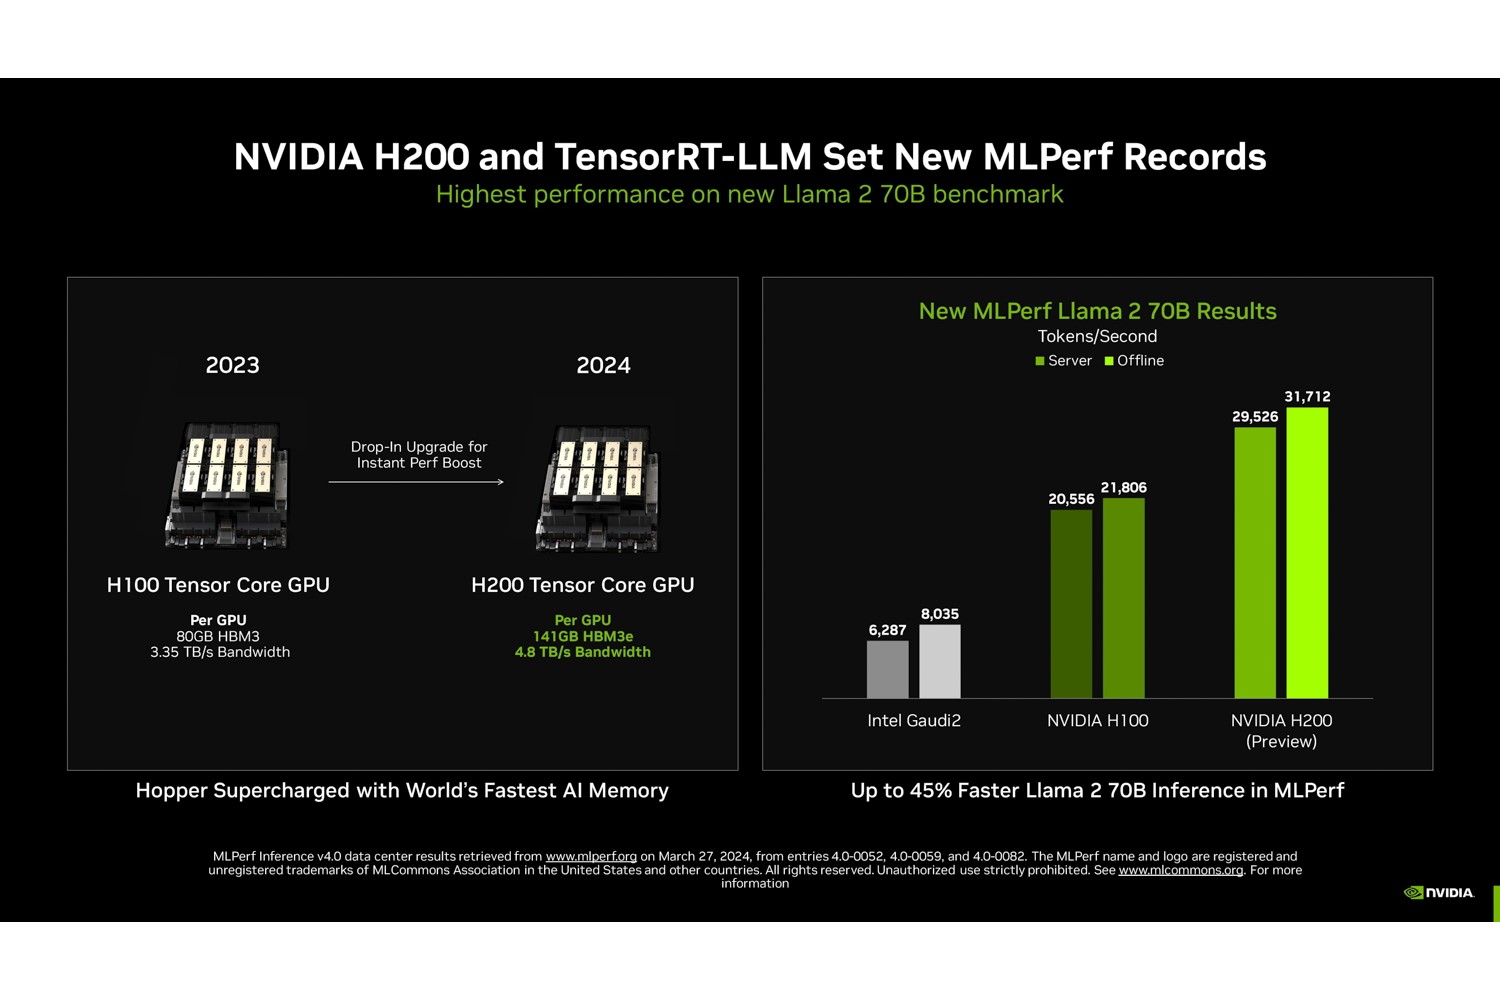 NVIDIA H200 and TensorRT-LLM Set New MLPerf Records
Highest performance on new Llama 2 70B benchmark
2023
2024
Drop-In Upgrade for
Instant Perf Boost
H100 Tensor Core GPU
Per GPU
80GB HBM3
3.35 TB/s Bandwidth
H200 Tensor Core GPU
Per GPU
141GB HBM3e
4.8 TB/s Bandwidth
Hopper Supercharged with World's Fastest AI Memory
New MLPerf Llama 2 70B Results
Tokens/Second
Server Offline
6,287
8,035
20,556
21,806
29,526
31,712
Intel Gaudi2
NVIDIA H100
NVIDIA H200
(Preview)
Up to 45% Faster Llama 2 70B Inference in MLPerf
MLPerf Inference v4.0 data center results retrieved from www.mlperf.org on March 27, 2024, from entries 4.0-0052, 4.0-0059, and 4.0-0082. The MLPerf name and logo are registered and
unregistered trademarks of MLCommons Association in the United States and other countries. All rights reserved. Unauthorized use strictly prohibited. See www.mlcommons.org. For more
information
NVIDIA.